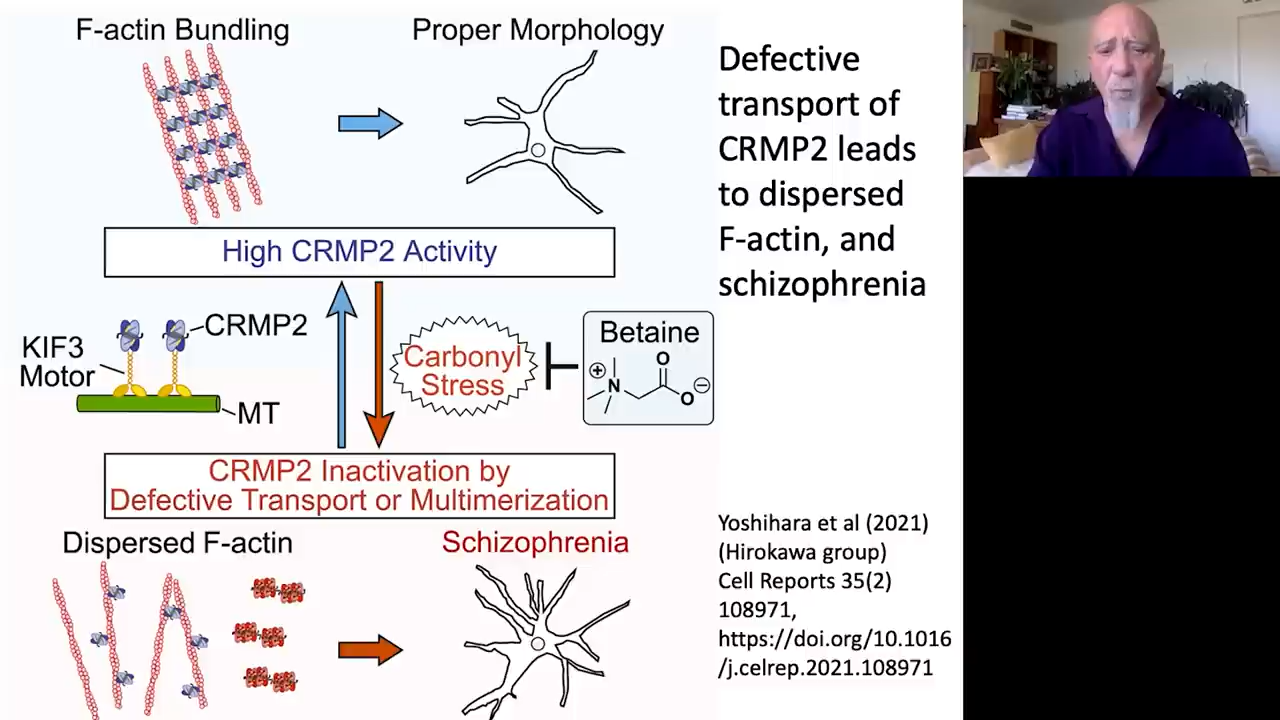 F-actin Bundling
Proper Morphology
High CRMP2 Activity
CRMP2
KIF3
Motor
MT
Carbonyl
Stress
Betaine
O
N
O
CRMP2 Inactivation by
Defective Transport or Multimerization
Dispersed F-actin
Schizophrenia
Defective
transport of
CRMP2 leads
to dispersed
F-actin, and
schizophrenia
Yoshihara et al (2021)
(Hirokawa group)
Cell Reports 35(2)
108971,
https://doi.org/10.1016
/j.celrep.2021.108971